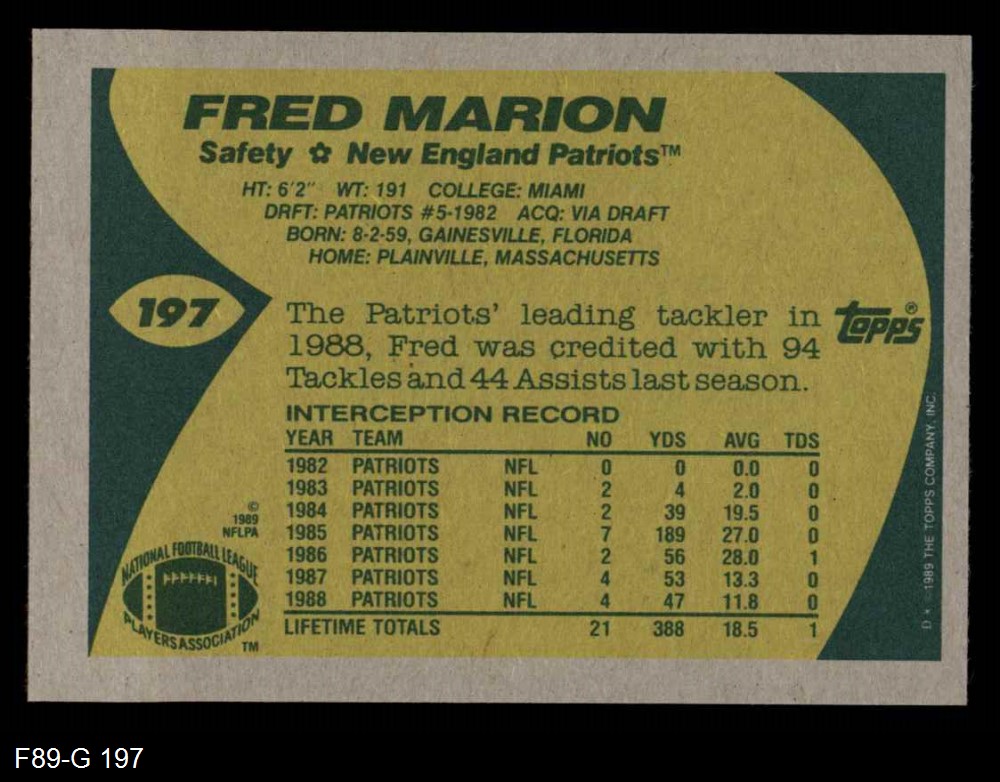 FRED MARION
Safety ✿ New England Patriots™
HT: 6'2" WT: 191 COLLEGE: MIAMI
DRFT: PATRIOTS #5-1982 ACQ: VIA DRAFT
BORN: 8-2-59, GAINESVILLE, FLORIDA
HOME: PLAINVILLE, MASSACHUSETTS
197
The Patriots' leading tackler in
1988, Fred was credited with 94
Tackles and 44 Assists last season.
topps®
INTERCEPTION RECORD
YEAR TEAM NO YDS AVG TDS
1982 PATRIOTS NFL 0 0 0.0 0
1983 PATRIOTS NFL 2 4 2.0 0
1984 PATRIOTS NFL 2 39 19.5 0
1985 PATRIOTS NFL 7 189 27.0 0
1986 PATRIOTS NFL 2 56 28.0 1
1987 PATRIOTS NFL 4 53 13.3 0
1988 PATRIOTS NFL 4 47 11.8 0
LIFETIME TOTALS 21 388 18.5 1
©
1989
NFLPA
NATIONAL FOOTBALL LEAGUE
PLAYERS ASSOCIATION
TM
D * 1989 THE TOPPS COMPANY, INC.
F89-G 197